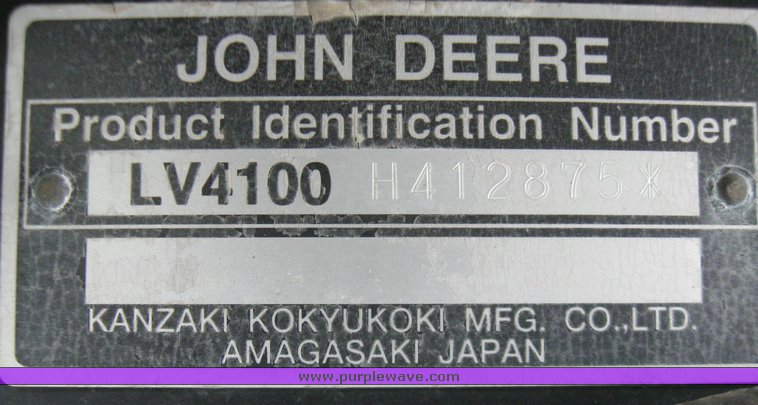 JOHN DEERE
Product Identification Number
LV4100 H412875*
KANZAKI KOKYUKOKI MFG. CO.,LTD.
AMAGASAKI JAPAN
www.purplewave.com